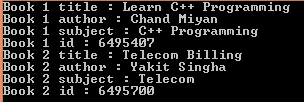 Book 1 title : Learn C++ Programming
Book 1 author : Chand Miyan
Book 1 subject : C++ Programming
Book 1 id : 6495407
Book 2 title : Telecom Billing
Book 2 author : Yakit Singha
Book 2 subject : Telecom
Book 2 id : 6495700